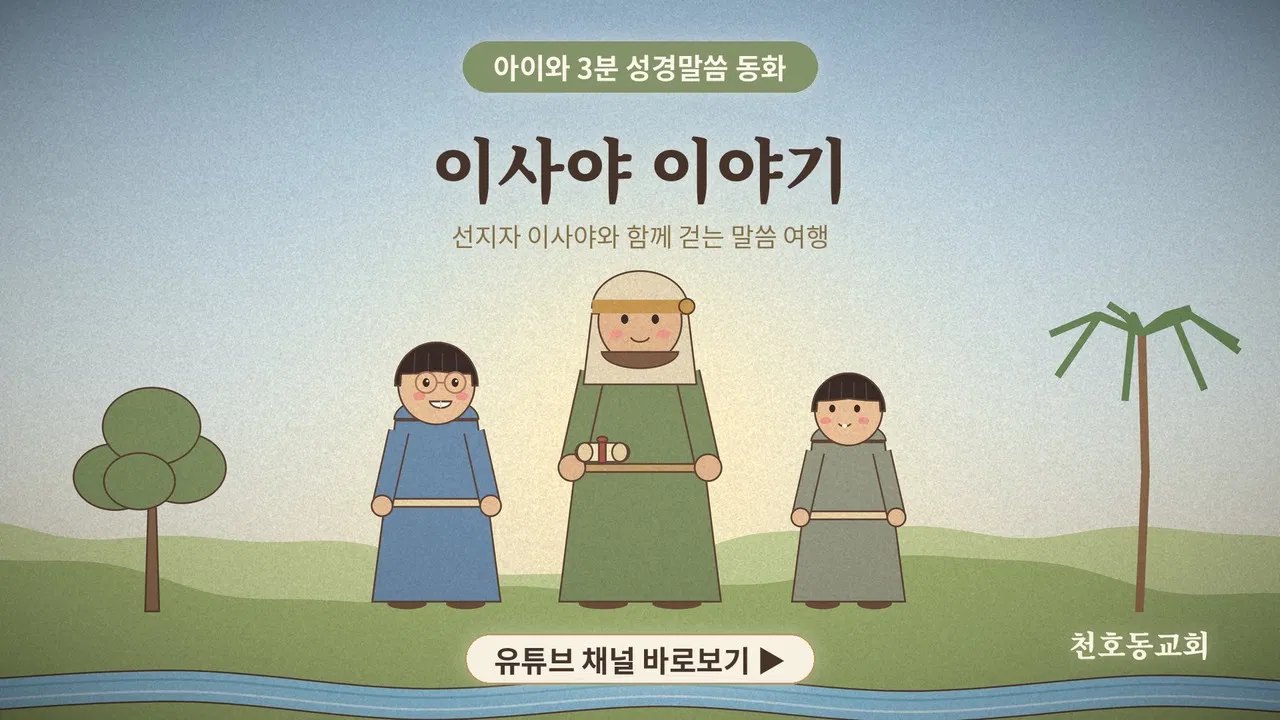 아이와 3분 성경말씀 동화
이사야 이야기
선지자 이사야와 함께 걷는 말씀 여행
유튜브 채널 바로보기 ▶
천호동교회